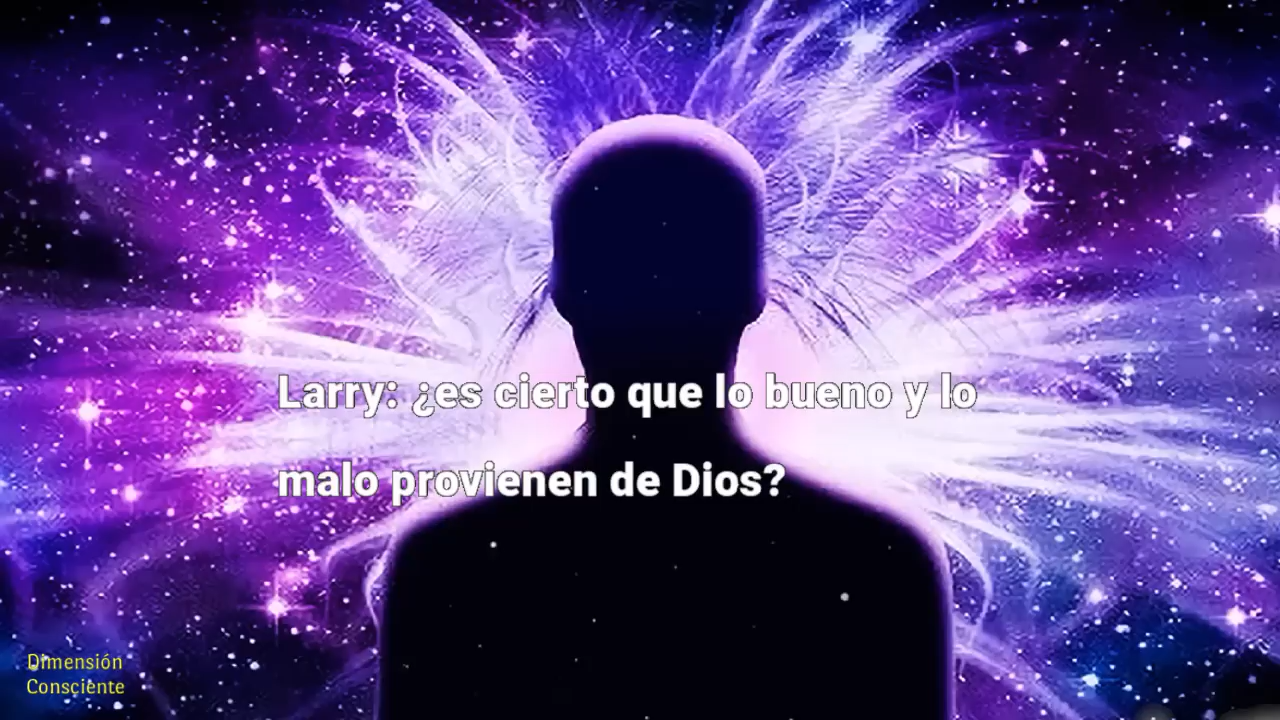 Larry: ¿es cierto que lo bueno y lo
malo provienen de Dios?
Dimensión
Consciente